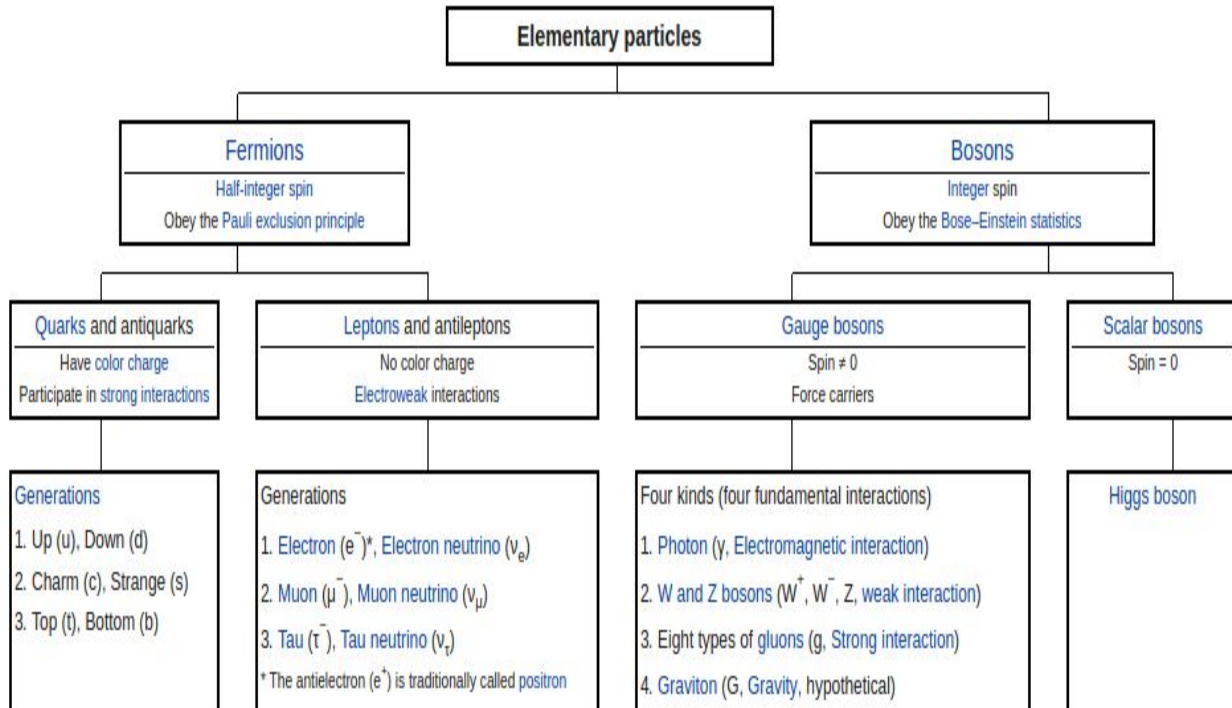 Elementary particles
Fermions
Half-integer spin
Obey the Pauli exclusion principle
Bosons
Integer spin
Obey the Bose–Einstein statistics
Quarks and antiquarks
Have color charge
Participate in strong interactions
Leptons and antileptons
No color charge
Electroweak interactions
Gauge bosons
Spin ≠ 0
Force carriers
Scalar bosons
Spin = 0
Generations
1. Up (u), Down (d)
2. Charm (c), Strange (s)
3. Top (t), Bottom (b)
Generations
1. Electron (e⁻)*, Electron neutrino (νₑ)
2. Muon (μ⁻), Muon neutrino (ν_μ)
3. Tau (τ⁻), Tau neutrino (ν_τ)
* The antielectron (e⁺) is traditionally called positron
Four kinds (four fundamental interactions)
1. Photon (γ, Electromagnetic interaction)
2. W and Z bosons (W⁺, W⁻, Z, weak interaction)
3. Eight types of gluons (g, Strong interaction)
4. Graviton (G, Gravity, hypothetical)
Higgs boson